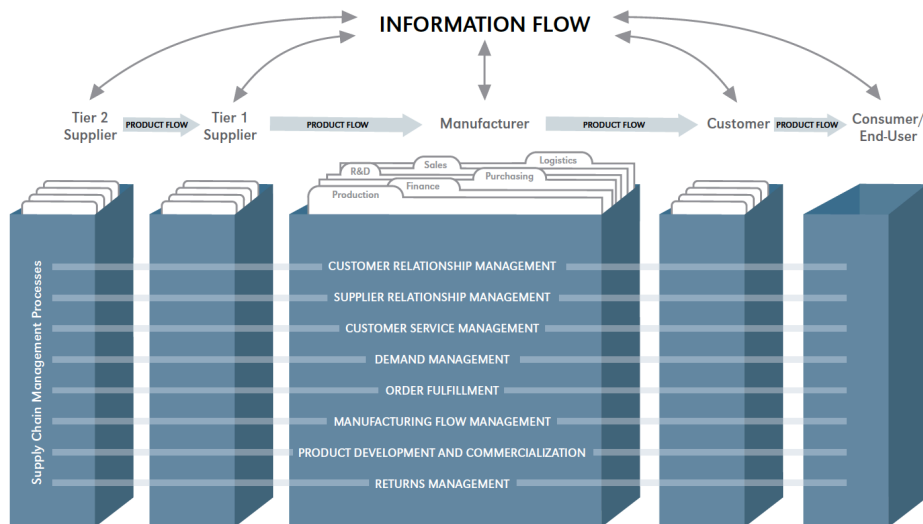 INFORMATION FLOW
Tier 2
Supplier
PRODUCT FLOW
Tier 1
Supplier
PRODUCT FLOW
Manufacturer
PRODUCT FLOW
Customer
PRODUCT FLOW
Consumer/
End-User
Logistics
Sales
R&D
Purchasing
Finance
Production
Supply Chain Management Processes
CUSTOMER RELATIONSHIP MANAGEMENT
SUPPLIER RELATIONSHIP MANAGEMENT
CUSTOMER SERVICE MANAGEMENT
DEMAND MANAGEMENT
ORDER FULFILLMENT
MANUFACTURING FLOW MANAGEMENT
PRODUCT DEVELOPMENT AND COMMERCIALIZATION
RETURNS MANAGEMENT